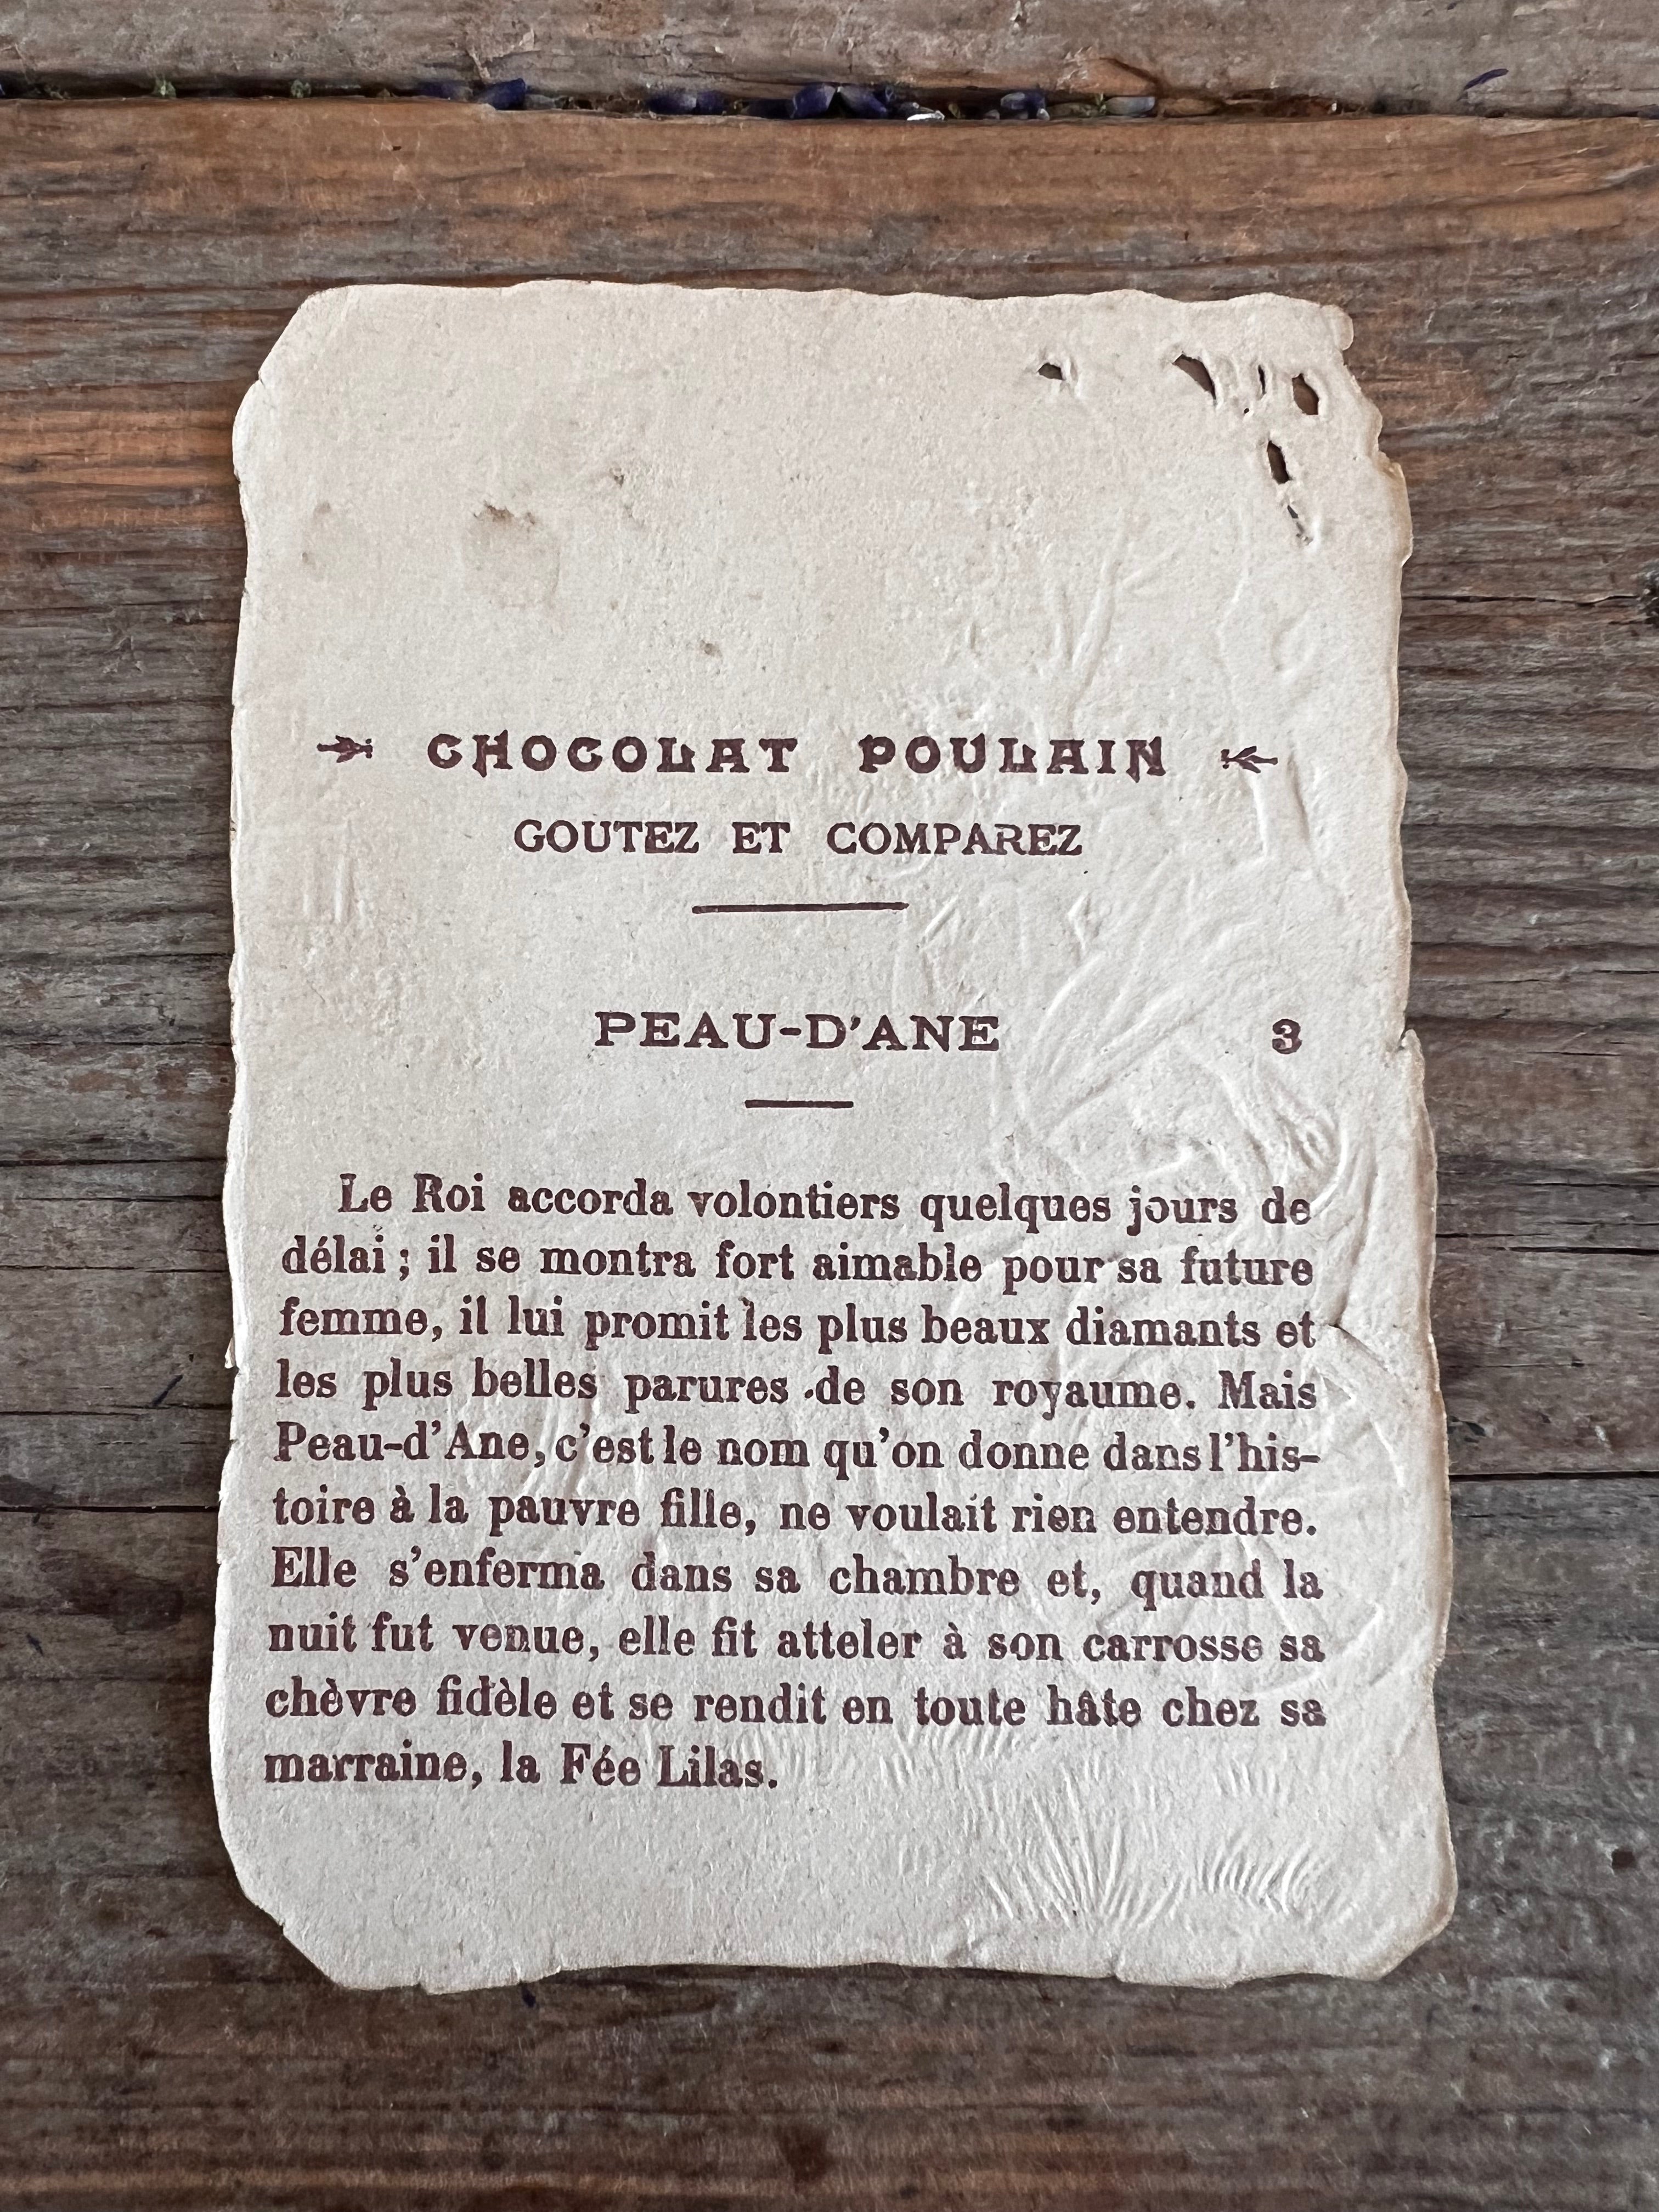 CHOCOLAT POULAIN
GOUTEZ ET COMPAREZ
PEAU-D'ANE 3
Le Roi accorda volontiers quelques jours de
délai ; il se montra fort aimable pour sa future
femme, il lui promit les plus beaux diamants et
les plus belles parures de son royaume. Mais
Peau-d'Ane, c'est le nom qu'on donne dans l'his-
toire à la pauvre fille, ne voulait rien entendre.
Elle s'enferma dans sa chambre et, quand la
nuit fut venue, elle fit atteler à son carrosse sa
chèvre fidèle et se rendit en toute hâte chez sa
marraine, la Fée Lilas.